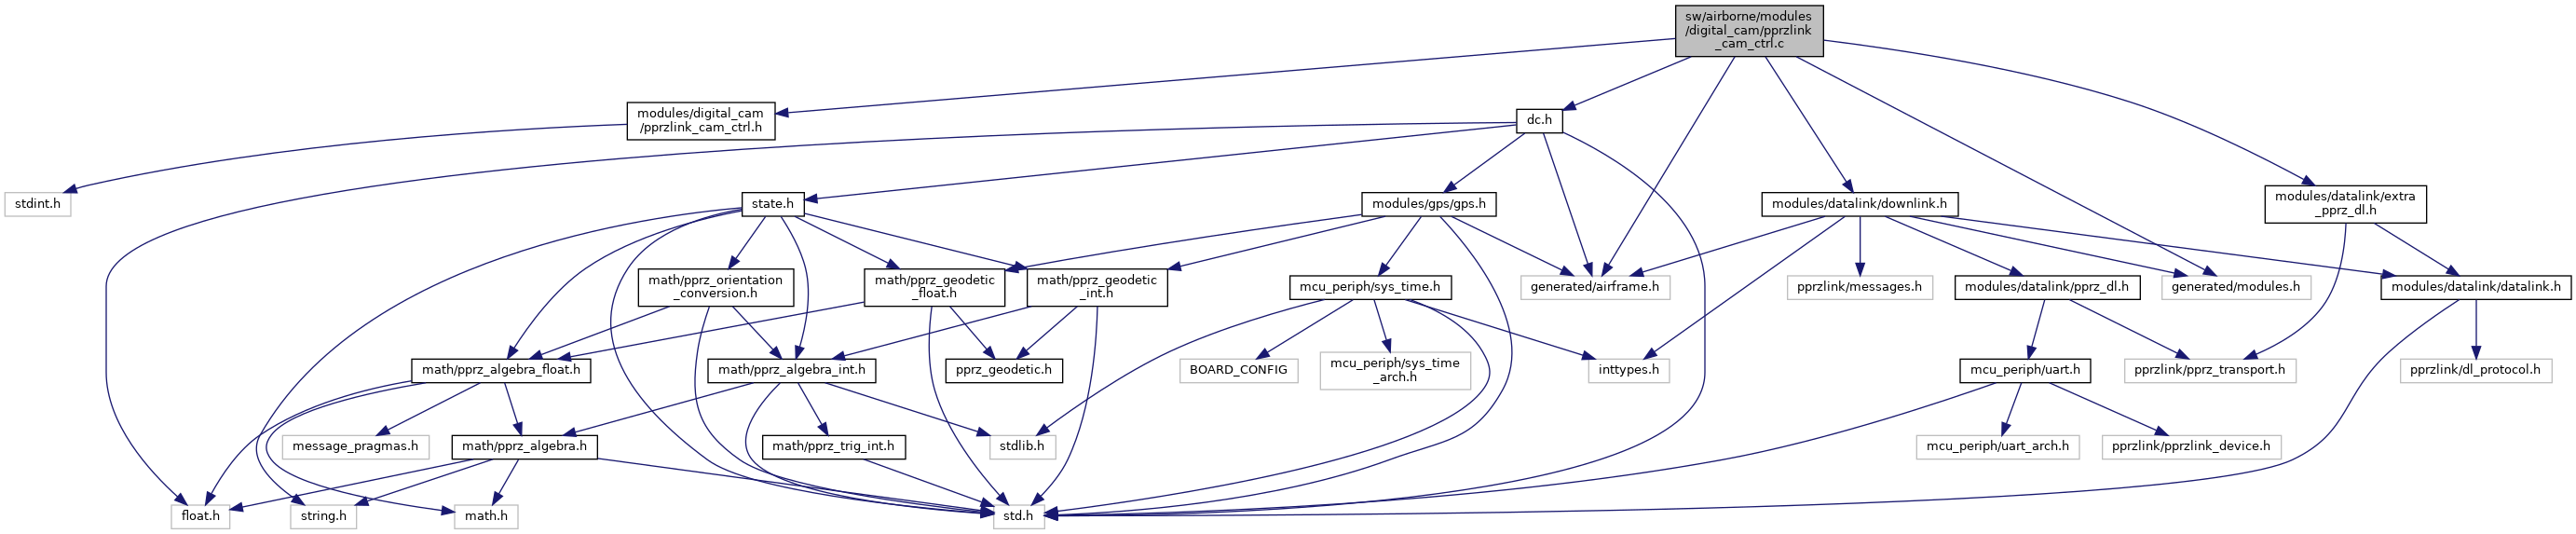 sw/airborne/modules
/digital_cam/pprzlink
_cam_ctrl.c
modules/digital_cam
/pprzlink_cam_ctrl.h
dc.h
stdint.h
state.h
modules/gps/gps.h
modules/datalink/downlink.h
modules/datalink/extra
_pprz_dl.h
math/pprz_orientation
_conversion.h
math/pprz_geodetic
_float.h
math/pprz_geodetic
_int.h
mcu_periph/sys_time.h
generated/airframe.h
pprzlink/messages.h
modules/datalink/pprz_dl.h
generated/modules.h
modules/datalink/datalink.h
math/pprz_algebra_float.h
math/pprz_algebra_int.h
pprz_geodetic.h
BOARD_CONFIG
mcu_periph/sys_time
_arch.h
inttypes.h
mcu_periph/uart.h
pprzlink/pprz_transport.h
pprzlink/dl_protocol.h
message_pragmas.h
math/pprz_algebra.h
math/pprz_trig_int.h
stdlib.h
mcu_periph/uart_arch.h
pprzlink/pprzlink_device.h
float.h
string.h
math.h
std.h